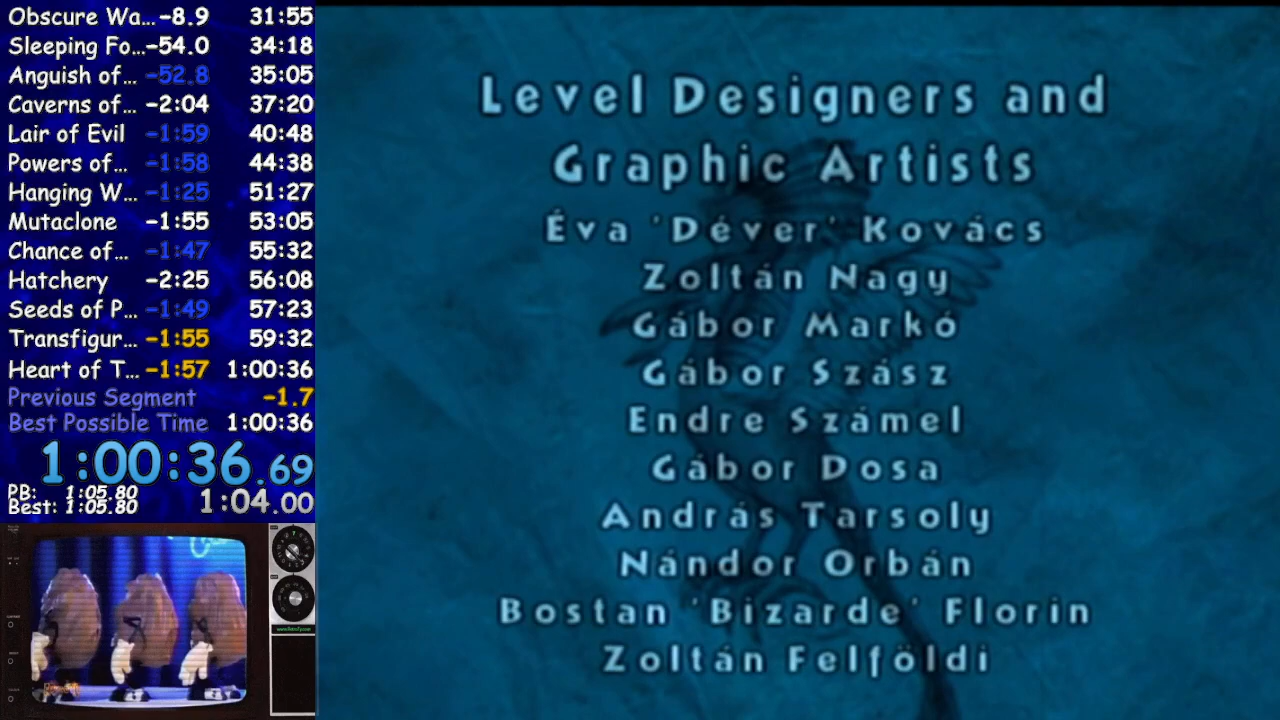 Obscure Wa... -8.9 31:55
Sleeping Fo... -54.0 34:18
Anguish of... -52.8 35:05
Caverns of... -2:04 37:20
Lair of Evil -1:59 40:48
Powers of... -1:58 44:38
Hanging W... -1:25 51:27
Mutaclone -1:55 53:05
Chance of... -1:47 55:32
Hatchery -2:25 56:08
Seeds of P... -1:49 57:23
Transfigur... -1:55 59:32
Heart of T... -1:57 1:00:36
Previous Segment -1.7
Best Possible Time 1:00:36
1:00:36.69
PB: 1:05.80
Best: 1:05.80
1:04.00
Level Designers and
Graphic Artists
Éva 'Déver' Kovács
Zoltán Nagy
Gábor Markó
Gábor Szász
Endre Számel
Gábor Dosa
András Tarsoly
Nándor Orbán
Bostan 'Bizarde' Florin
Zoltán Felföldi